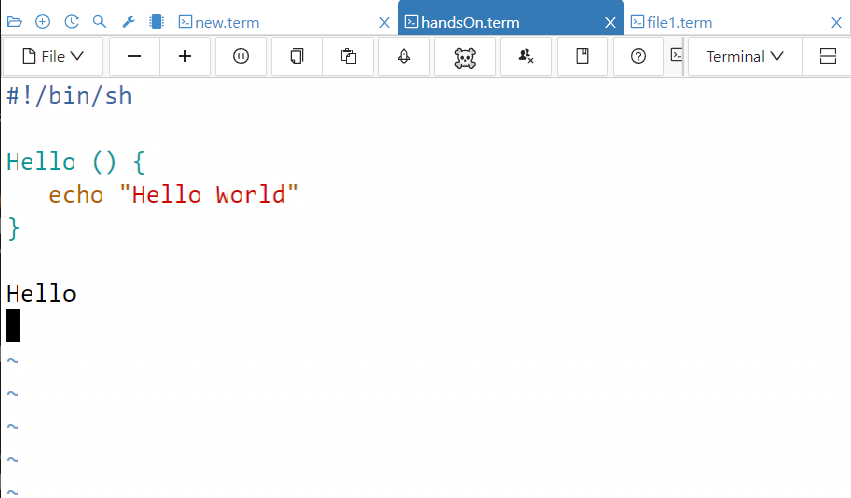 new.term X handsOn.term X file1.term X
File Terminal
#!/bin/sh
Hello () {
   echo "Hello World"
}
Hello
~
~
~
~
~